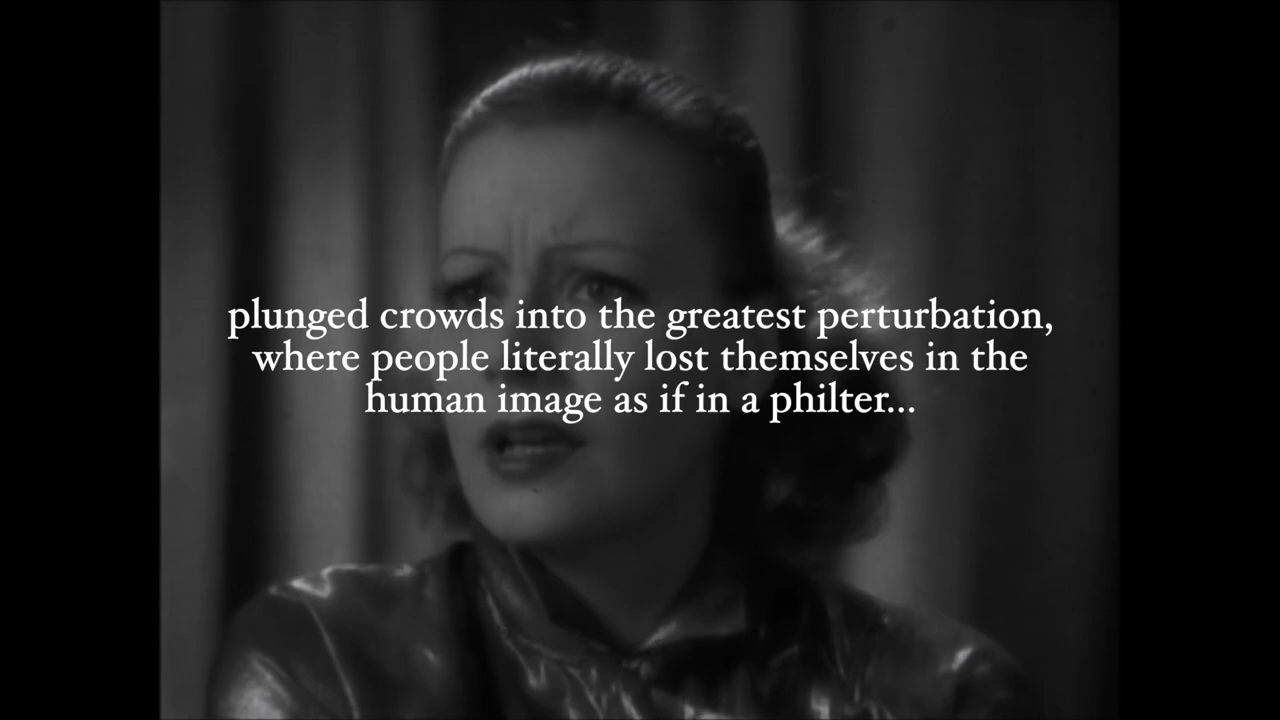 plunged crowds into the greatest perturbation,
where people literally lost themselves in the
human image as if in a philter...